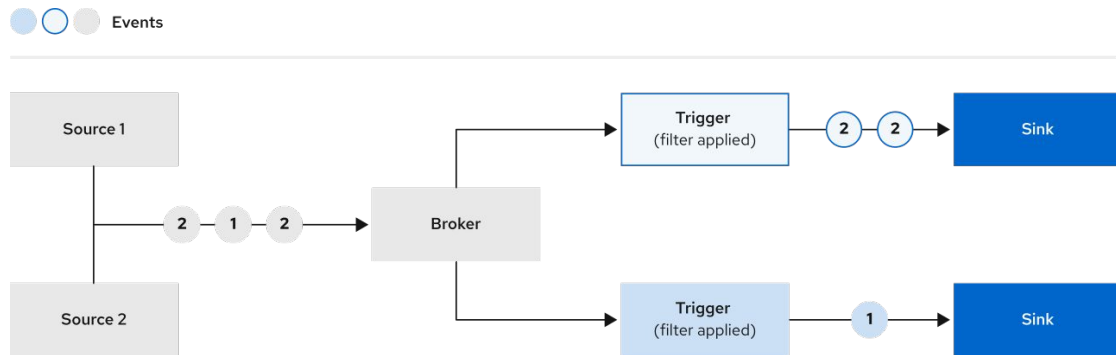 Events
Source 1
Trigger
(filter applied)
2 2
Sink
2 1 2
Broker
Source 2
Trigger
(filter applied)
1
Sink